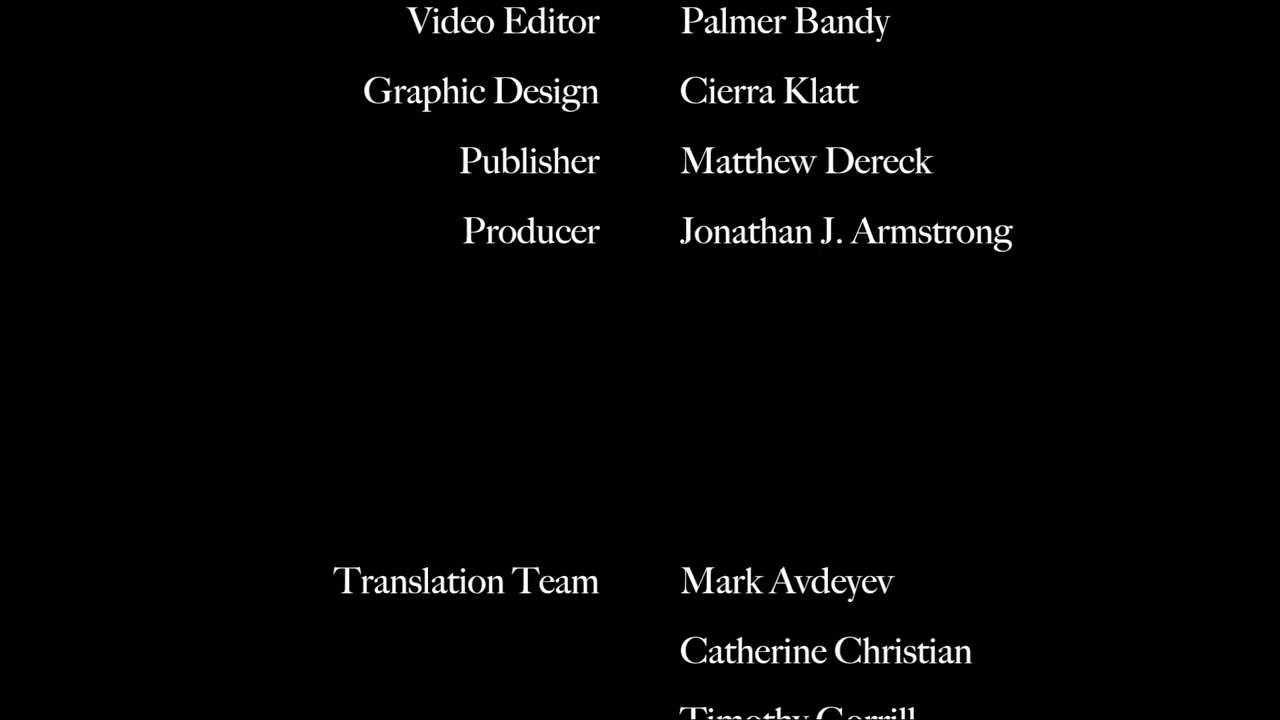 Video Editor Palmer Bandy
Graphic Design Cierra Klatt
Publisher Matthew Dereck
Producer Jonathan J. Armstrong
Translation Team Mark Avdeyev
Catherine Christian
Timothy